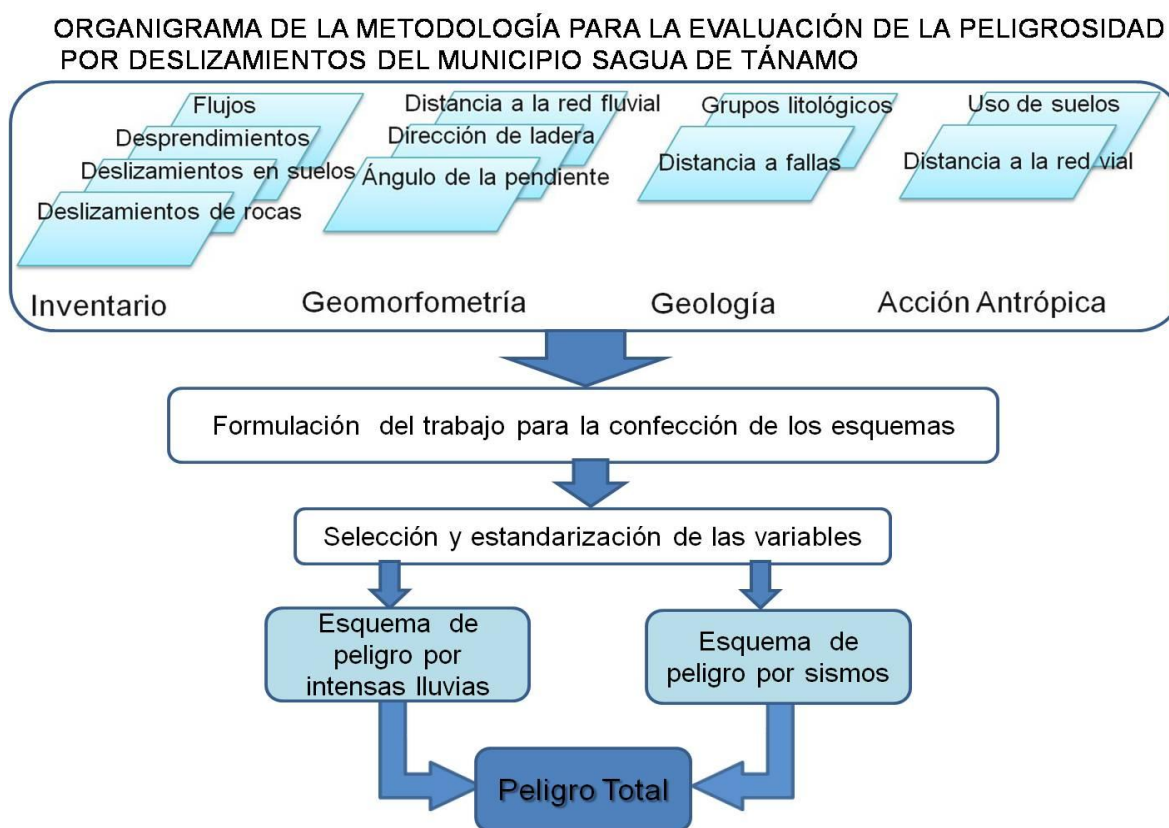 ORGANIGRAMA DE LA METODOLOGÍA PARA LA EVALUACIÓN DE LA PELIGROSIDAD
POR DESLIZAMIENTOS DEL MUNICIPIO SAGUA DE TÁNAMO
Flujos
Desprendimientos
Deslizamientos en suelos
Deslizamientos de rocas
Inventario
Distancia a la red fluvial
Dirección de ladera
Ángulo de la pendiente
Geomorfometría
Grupos litológicos
Distancia a fallas
Geología
Uso de suelos
Distancia a la red vial
Acción Antrópica
Formulación del trabajo para la confección de los esquemas
Selección y estandarización de las variables
Esquema de
peligro por
intensas lluvias
Esquema de
peligro por sismos
Peligro Total